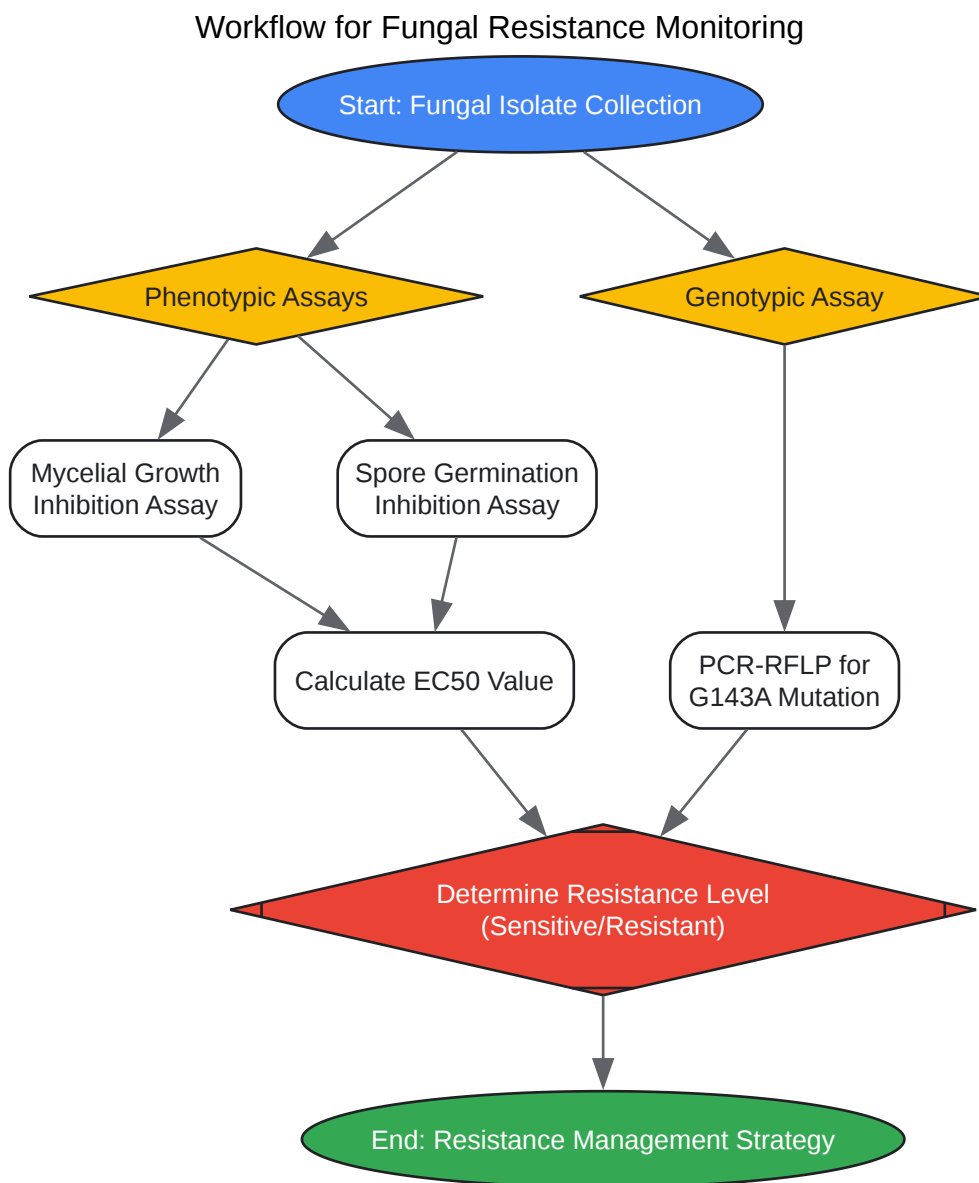 Workflow for Fungal Resistance Monitoring
Start: Fungal Isolate Collection
Phenotypic Assays
Genotypic Assay
Mycelial Growth
Inhibition Assay
Spore Germination
Inhibition Assay
Calculate EC50 Value
PCR-RFLP for
G143A Mutation
Determine Resistance Level
(Sensitive/Resistant)
End: Resistance Management Strategy